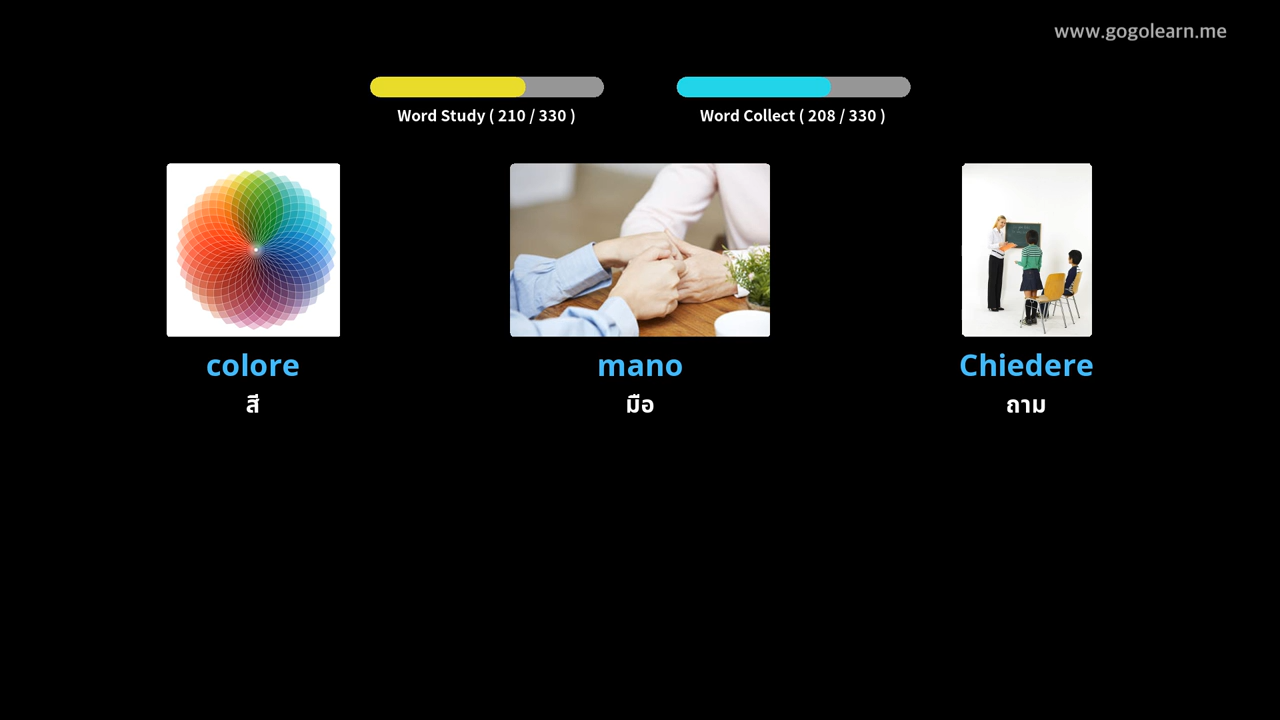 www.gogolearn.me
Word Study ( 210 / 330 )
Word Collect ( 208 / 330 )
colore
mano
Chiedere
สี
มือ
ถาม